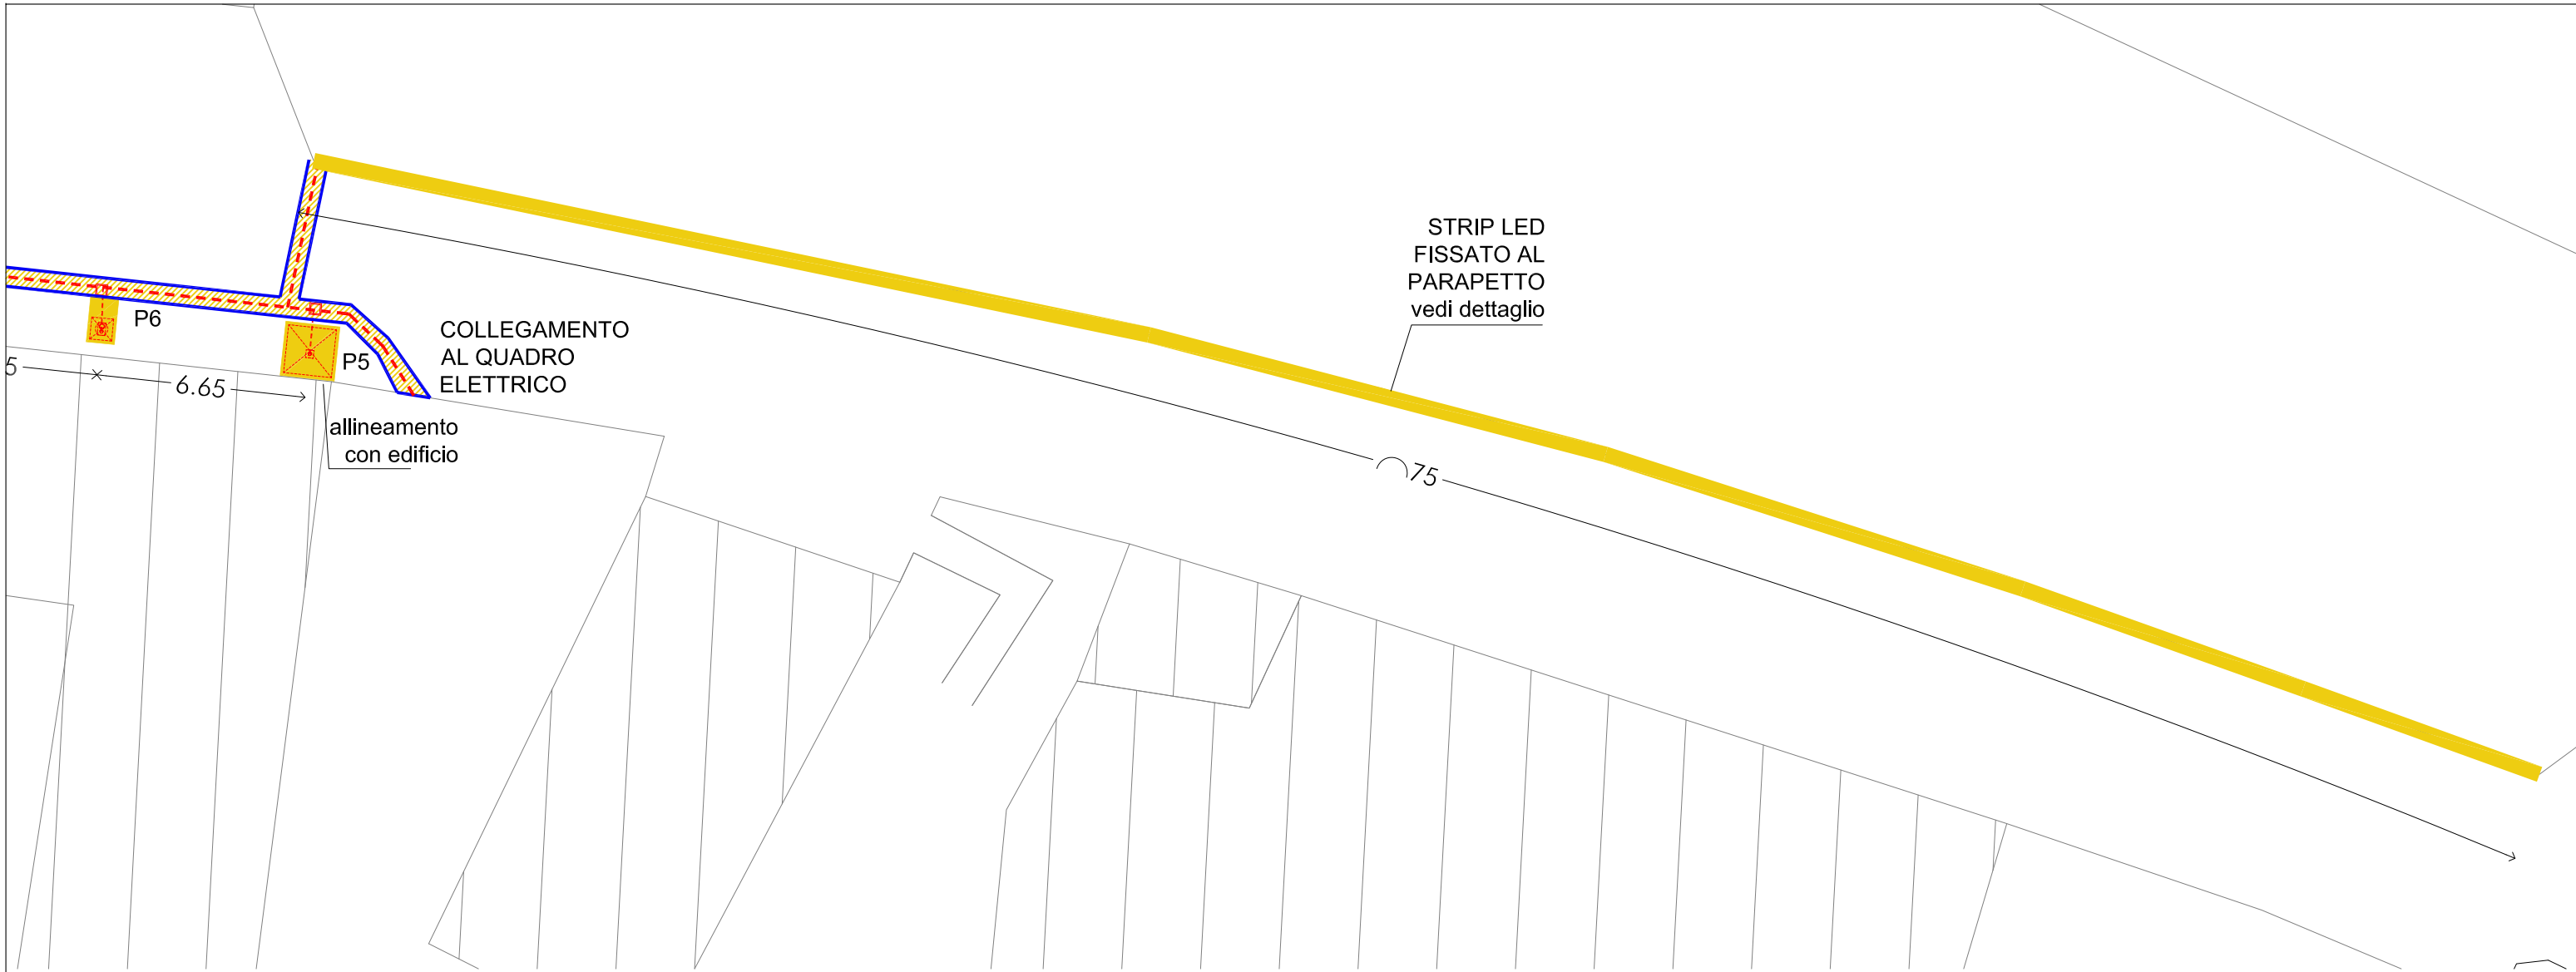 STRIP LED
FISSATO AL
PARAPETTO
vedi dettaglio
P6
COLLEGAMENTO
AL QUADRO
ELETTRICO
P5
5
6.65
allineamento
con edificio
75